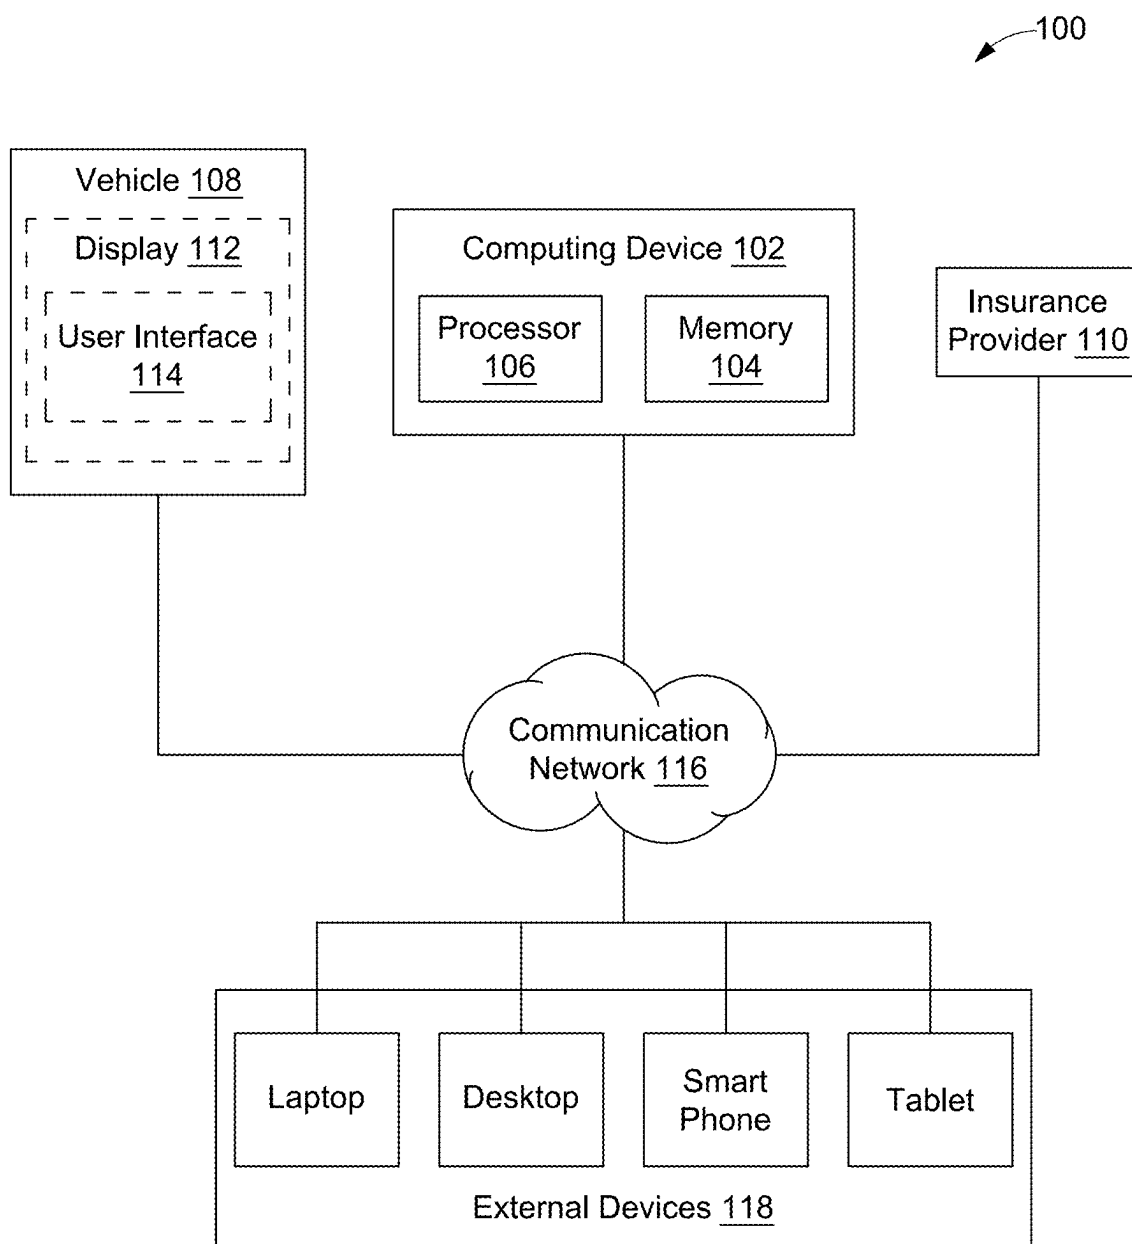 100
Vehicle 108
Display 112
User Interface
114
Computing Device 102
Processor
106
Memory
104
Insurance
Provider 110
Communication
Network 116
Laptop
Desktop
Smart
Phone
Tablet
External Devices 118